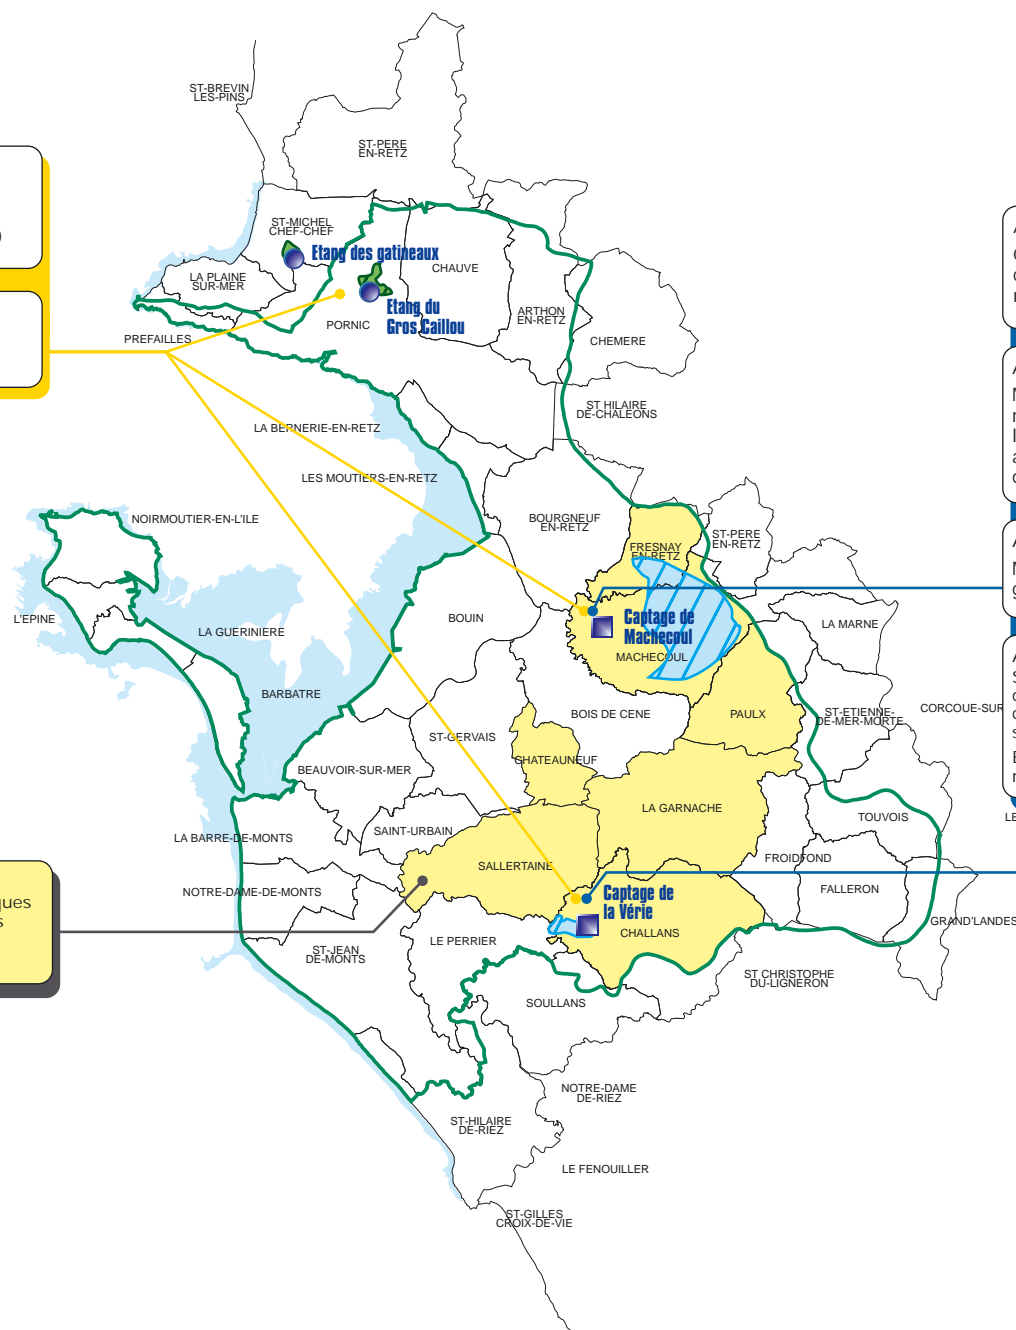 ST-BREVIN
LES-PINS
ST-PERE
EN-RETZ
ST-MICHEL
CHEF-CHEF
Etang des gatineaux
CHAUVE
LA PLAINE
SUR-MER
Etang du
Gros Caillou
ARTHON
EN-RETZ
PORNIC
PREFAILLES
CHEMERE
ST HILAIRE
DE-CHALEONS
LA BERNERIE-EN-RETZ
LES MOUTIERS-EN-RETZ
NOIRMOUTIER-EN-L'ILE
BOURGNEUF
EN-RETZ
ST-PERE
EN-RETZ
FRESNAY
EN-RETZ
L'EPINE
LA GUERINIERE
BOUIN
Captage de
Machecoul
MACHECOUL
LA MARNE
BARBATRE
BOIS DE CENE
PAULX
ST-ETIENNE-
DE-MER-MORTE
CORCOUE-SUR
ST-GERVAIS
CHATEAUNEUF
BEAUVOIR-SUR-MER
LA GARNACHE
TOUVOIS
LE
LA BARRE-DE-MONTS
SAINT-URBAIN
SALLERTAINE
FROIDFOND
FALLERON
NOTRE-DAME-DE-MONTS
Captage de
la Vérie
CHALLANS
GRAND'LANDES
ques
s
LE PERRIER
ST-JEAN
DE-MONTS
ST CHRISTOPHE
DU-LIGNERON
SOULLANS
NOTRE-DAME
DE-RIEZ
ST-HILAIRE
DE-RIEZ
LE FENOUILLER
ST-GILLES
CROIX-DE-VIE